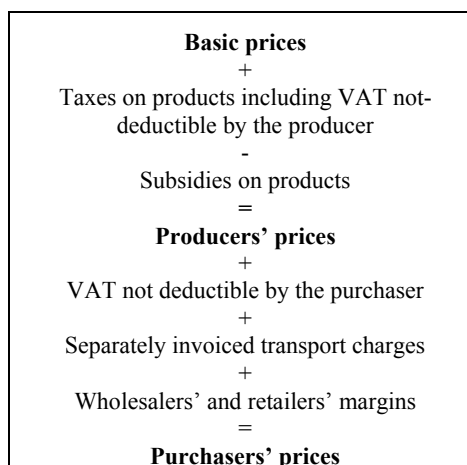 Basic prices
+
Taxes on products including VAT not-
deductible by the producer
-
Subsidies on products
=
Producers’ prices
+
VAT not deductible by the purchaser
+
Separately invoiced transport charges
+
Wholesalers’ and retailers’ margins
=
Purchasers’ prices